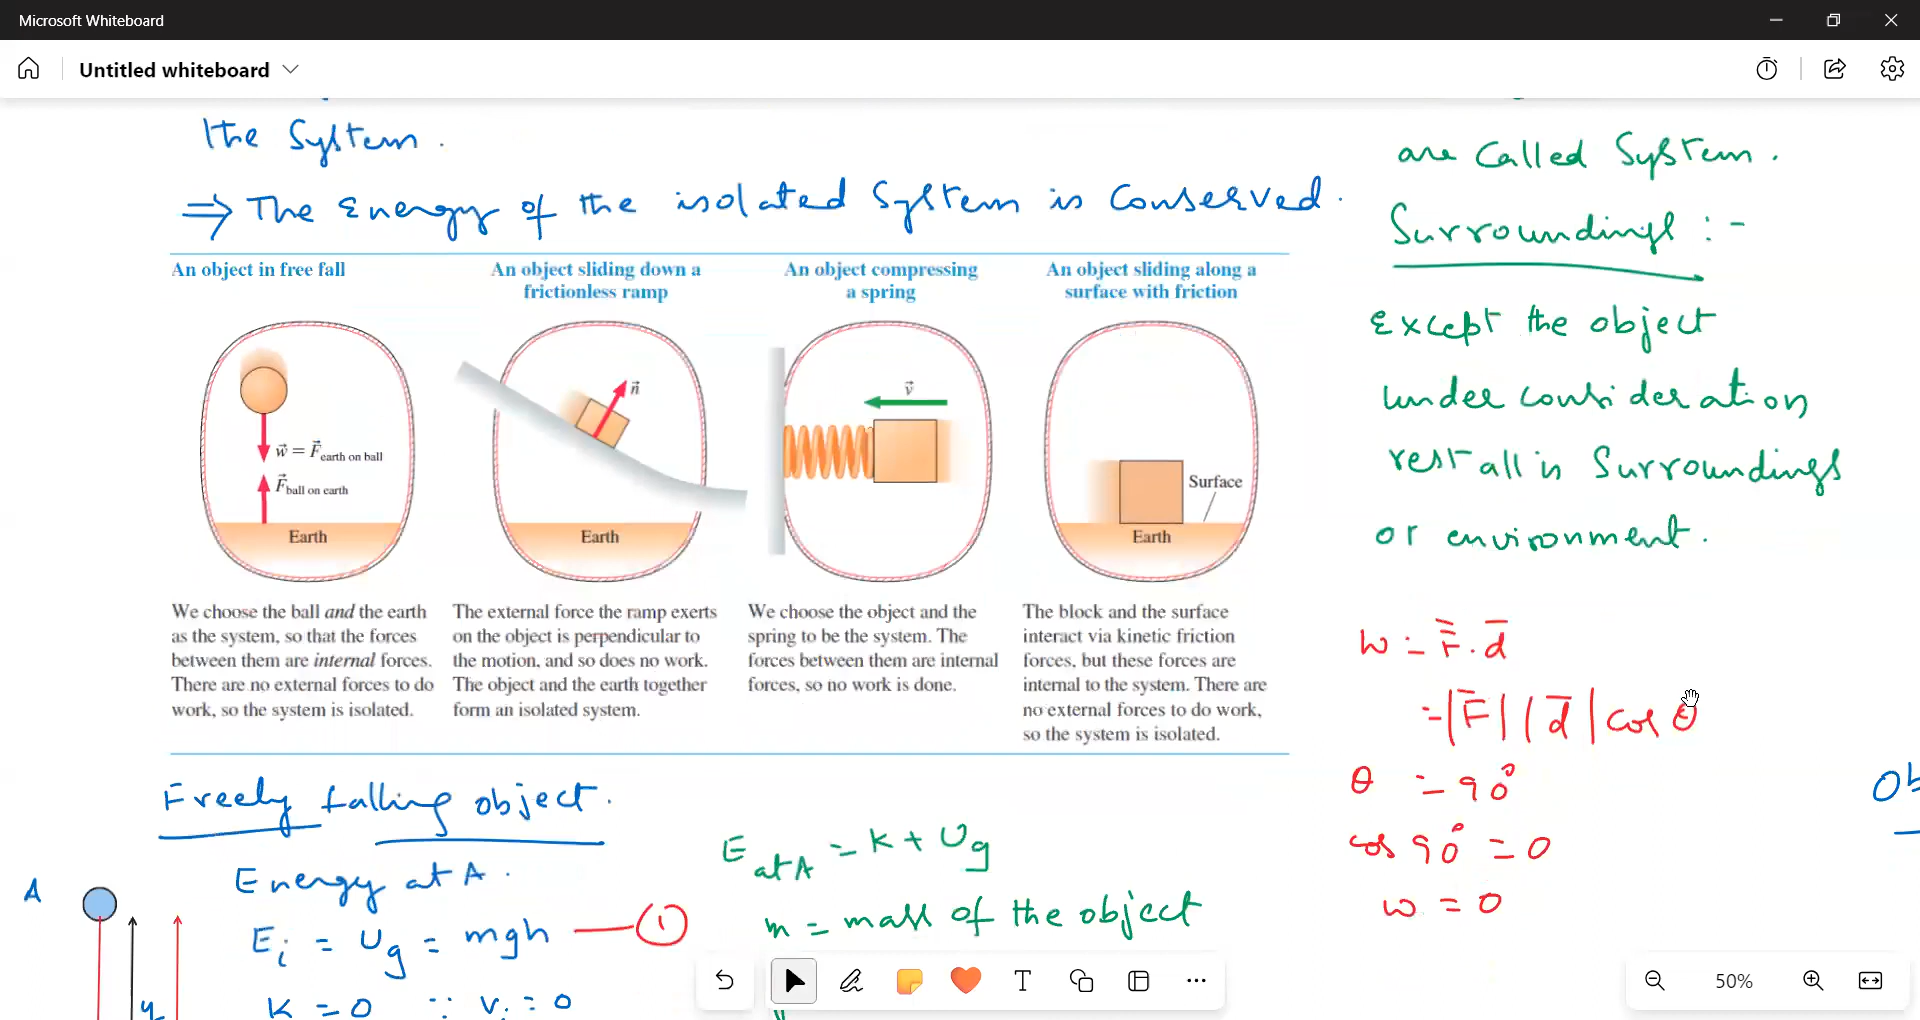 Microsoft Whiteboard
Untitled whiteboard
the System.
⇒ The Energy of the isolated System is Conserved.
An object in free fall
w⃗ = F⃗ earth on ball
F⃗ ball on earth
Earth
We choose the ball and the earth
as the system, so that the forces
between them are internal forces.
There are no external forces to do
work, so the system is isolated.
An object sliding down a
frictionless ramp
n⃗
Earth
The external force the ramp exerts
on the object is perpendicular to
the motion, and so does no work.
The object and the earth together
form an isolated system.
An object compressing
a spring
v⃗
We choose the object and the
spring to be the system. The
forces between them are internal
forces, so no work is done.
An object sliding along a
surface with friction
Surface
Earth
The block and the surface
interact via kinetic friction
forces, but these forces are
internal to the system. There are
no external forces to do work,
so the system is isolated.
are Called System.
Surroundings :-
Except the object
under consideration
rest all is Surroundings
or environment.
W = F̅ . d̅
= |F̅| |d̅| cos θ
θ = 90°
cos 90° = 0
w = 0
Freely falling object.
Energy at A.
A
Ei = Ug = mgh —①
K = 0 ∵ vi = 0
E at A = K + Ug
m = mass of the object
Ob
50%